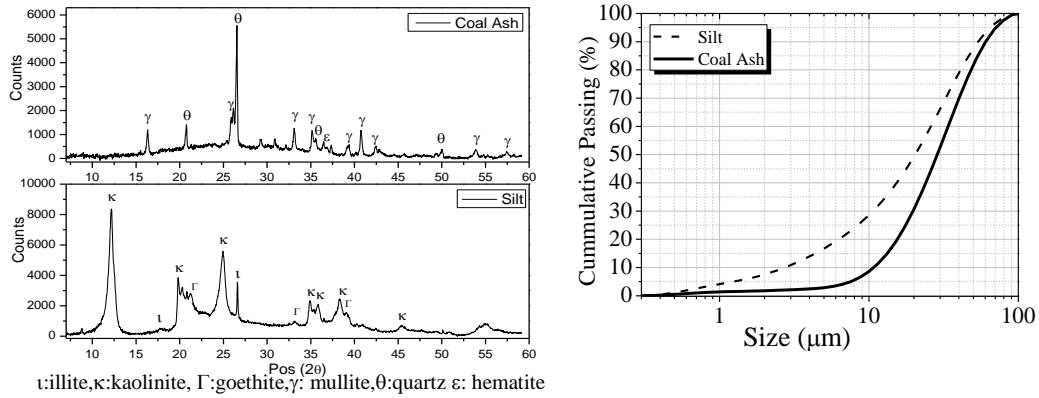 6000
5000
4000
3000
2000
1000
0
Counts
Coal Ash
γ θ γ θ γ γ θ ε γ γ γ θ γ γ
10 15 20 25 30 35 40 45 50 55 60
10000
8000
6000
4000
2000
0
Counts
Silt
κ ι κ Γ κ ι Γ κ κ κ Γ κ
10 15 20 25 30 35 40 45 50 55 60
Pos (2θ)
ι:illite,κ:kaolinite, Γ:goethite,γ: mullite,θ:quartz ε: hematite
100
90
80
70
60
50
40
30
20
10
0
Cummulative Passing (%)
Silt
Coal Ash
1 10 100
Size (μm)